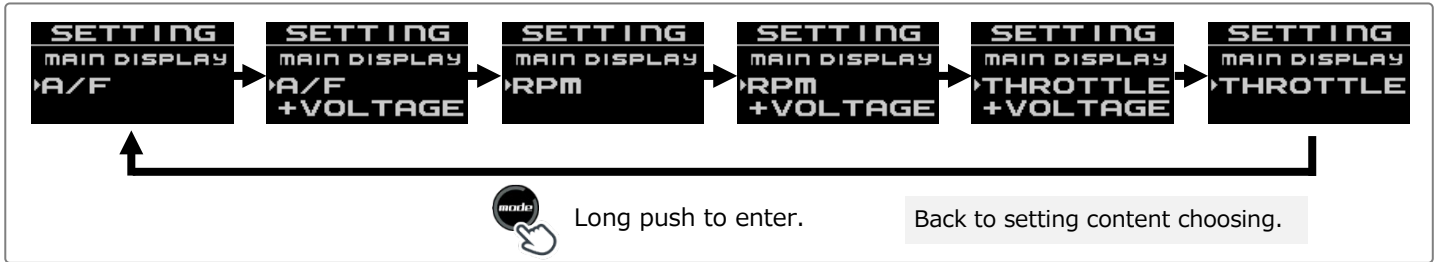 SETTING
MAIN DISPLAY
A/F
SETTING
MAIN DISPLAY
A/F
+VOLTAGE
SETTING
MAIN DISPLAY
RPM
SETTING
MAIN DISPLAY
RPM
+VOLTAGE
SETTING
MAIN DISPLAY
THROTTLE
+VOLTAGE
SETTING
MAIN DISPLAY
THROTTLE
mode
Long push to enter.
Back to setting content choosing.